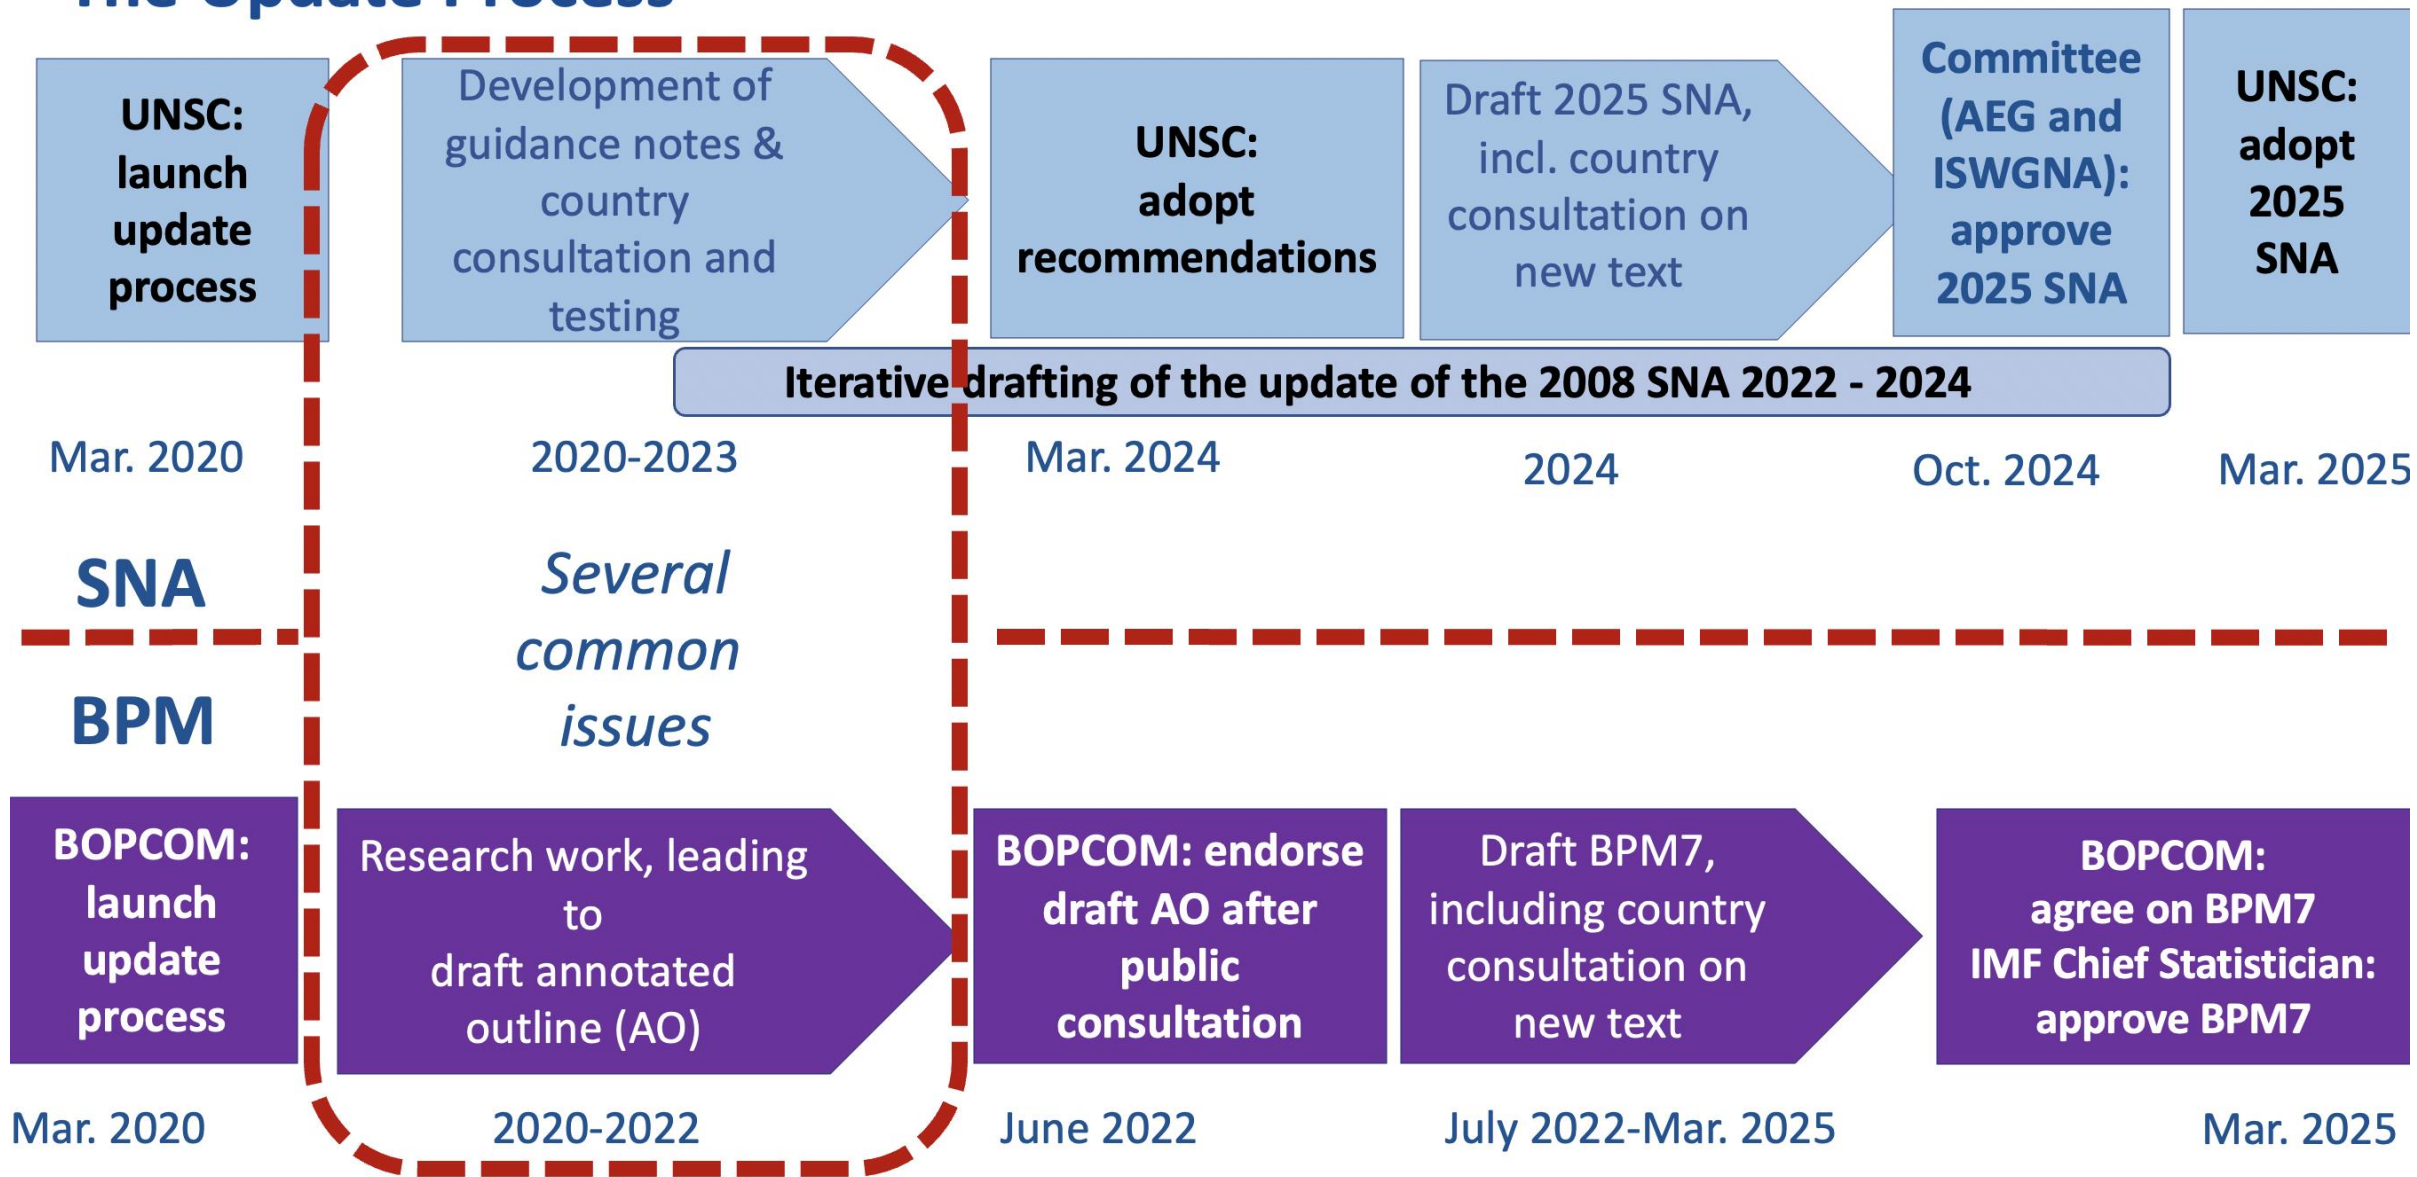 The Update Process
UNSC:
launch
update
process
Development of
guidance notes &
country
consultation and
testing
UNSC:
adopt
recommendations
Draft 2025 SNA,
incl. country
consultation on
new text
Committee
(AEG and
ISWGNA):
approve
2025 SNA
UNSC:
adopt
2025
SNA
Iterative drafting of the update of the 2008 SNA 2022 - 2024
Mar. 2020
2020-2023
Mar. 2024
2024
Oct. 2024
Mar. 2025
SNA
Several
common
issues
BPM
BOPCOM:
launch
update
process
Research work, leading
to
draft annotated
outline (AO)
BOPCOM: endorse
draft AO after
public
consultation
Draft BPM7,
including country
consultation on
new text
BOPCOM:
agree on BPM7
IMF Chief Statistician:
approve BPM7
Mar. 2020
2020-2022
June 2022
July 2022-Mar. 2025
Mar. 2025